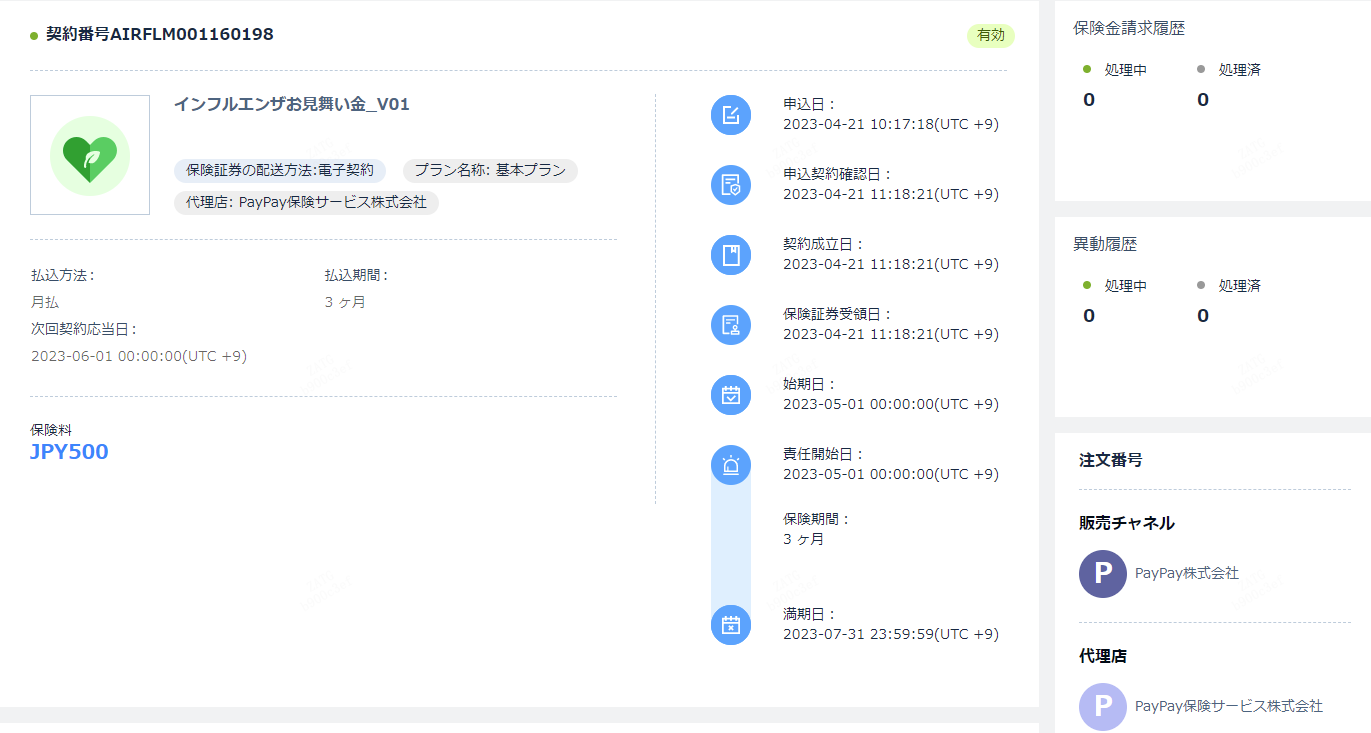 契約番号AIRFLM001160198
有効
インフルエンザお見舞い金_V01
保険証券の配送方法:電子契約
プラン名称: 基本プラン
代理店: PayPay保険サービス株式会社
払込方法 :
月払
払込期間 :
3 ヶ月
次回契約応当日 :
2023-06-01 00:00:00(UTC +9)
保険料
JPY500
申込日 :
2023-04-21 10:17:18(UTC +9)
申込契約確認日 :
2023-04-21 11:18:21(UTC +9)
契約成立日 :
2023-04-21 11:18:21(UTC +9)
保険証券受領日 :
2023-04-21 11:18:21(UTC +9)
始期日 :
2023-05-01 00:00:00(UTC +9)
責任開始日 :
2023-05-01 00:00:00(UTC +9)
保険期間 :
3 ヶ月
満期日 :
2023-07-31 23:59:59(UTC +9)
保険金請求履歴
処理中
処理済
0
0
異動履歴
処理中
処理済
0
0
注文番号
販売チャネル
P
PayPay株式会社
代理店
P
PayPay保険サービス株式会社